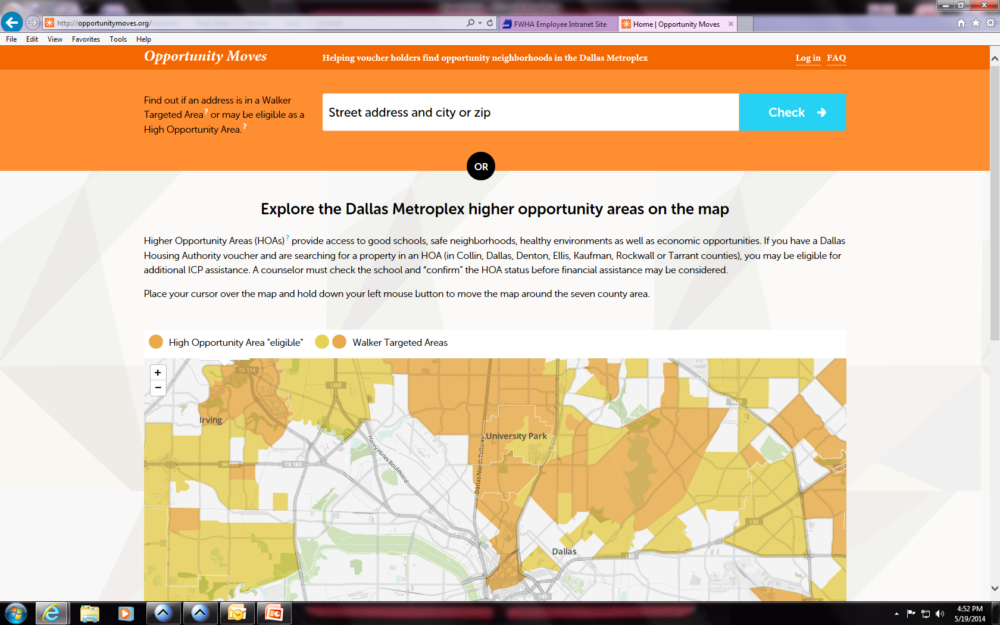 http://opportunitymoves.org/
FWHA Employee Intranet Site
Home | Opportunity Moves
File Edit View Favorites Tools Help
Opportunity Moves
Helping voucher holders find opportunity neighborhoods in the Dallas Metroplex
Log in FAQ
Find out if an address is in a Walker
Targeted Area? or may be eligible as a
High Opportunity Area.?
Street address and city or zip
Check
OR
Explore the Dallas Metroplex higher opportunity areas on the map
Higher Opportunity Areas (HOAs)? provide access to good schools, safe neighborhoods, healthy environments as well as economic opportunities. If you have a Dallas
Housing Authority voucher and are searching for a property in an HOA (in Collin, Dallas, Denton, Ellis, Kaufman, Rockwall or Tarrant counties), you may be eligible for
additional ICP assistance. A counselor must check the school and “confirm” the HOA status before financial assistance may be considered.
Place your cursor over the map and hold down your left mouse button to move the map around the seven county area.
High Opportunity Area "eligible"
Walker Targeted Areas
+
−
TX 114
I 35E
I 635
Irving
University Park
Harry Hines Boulevard
Dallas North Tollway
SH 183
TX 183
I 30
Dallas
I 30
I 45
4:52 PM
5/19/2014